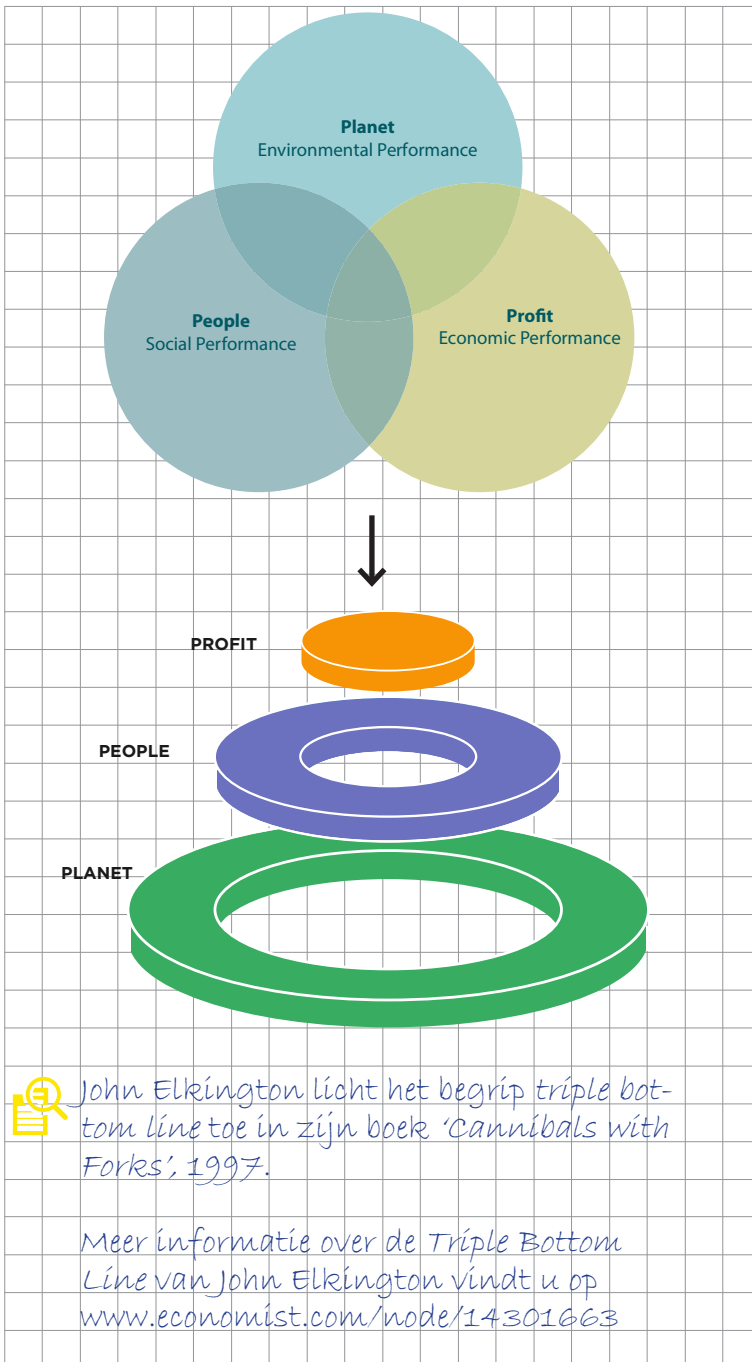 Planet
Environmental Performance
People
Social Performance
Profit
Economic Performance
PROFIT
PEOPLE
PLANET
John Elkington licht het begrip triple bot-
tom line toe in zijn boek ‘Cannibals with
Forks’, 1997.
Meer informatie over de Triple Bottom
Line van John Elkington vindt u op
www.economist.com/node/14301663